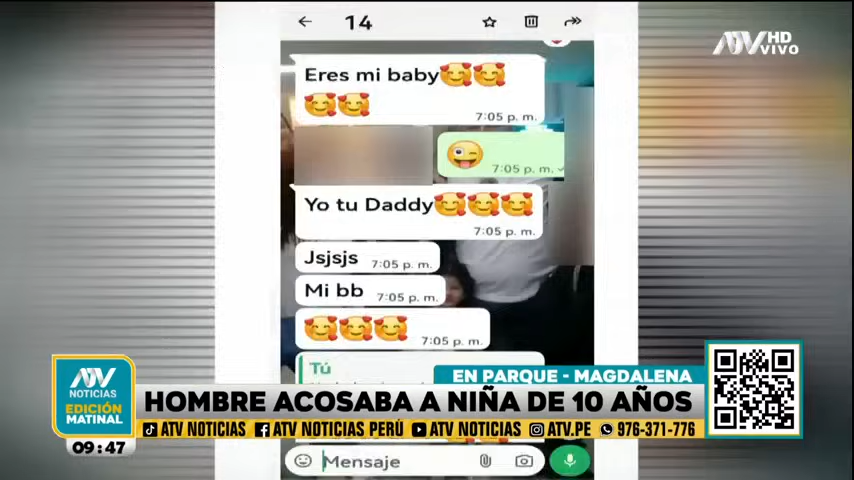 14
ATV HD
VIVO
Eres mi baby🥰🥰
🥰🥰
7:05 p. m.
😜
7:05 p. m.
Yo tu Daddy🥰🥰🥰
7:05 p. m.
Jsjsjs 7:05 p. m.
Mi bb 7:05 p. m.
🥰🥰🥰 7:05 p. m.
Tú
EN PARQUE - MAGDALENA
ATV
NOTICIAS
EDICIÓN
MATINAL
09:47
HOMBRE ACOSABA A NIÑA DE 10 AÑOS
ATV NOTICIAS ATV NOTICIAS PERÚ ATV NOTICIAS ATV.PE 976-371-776
Mensaje